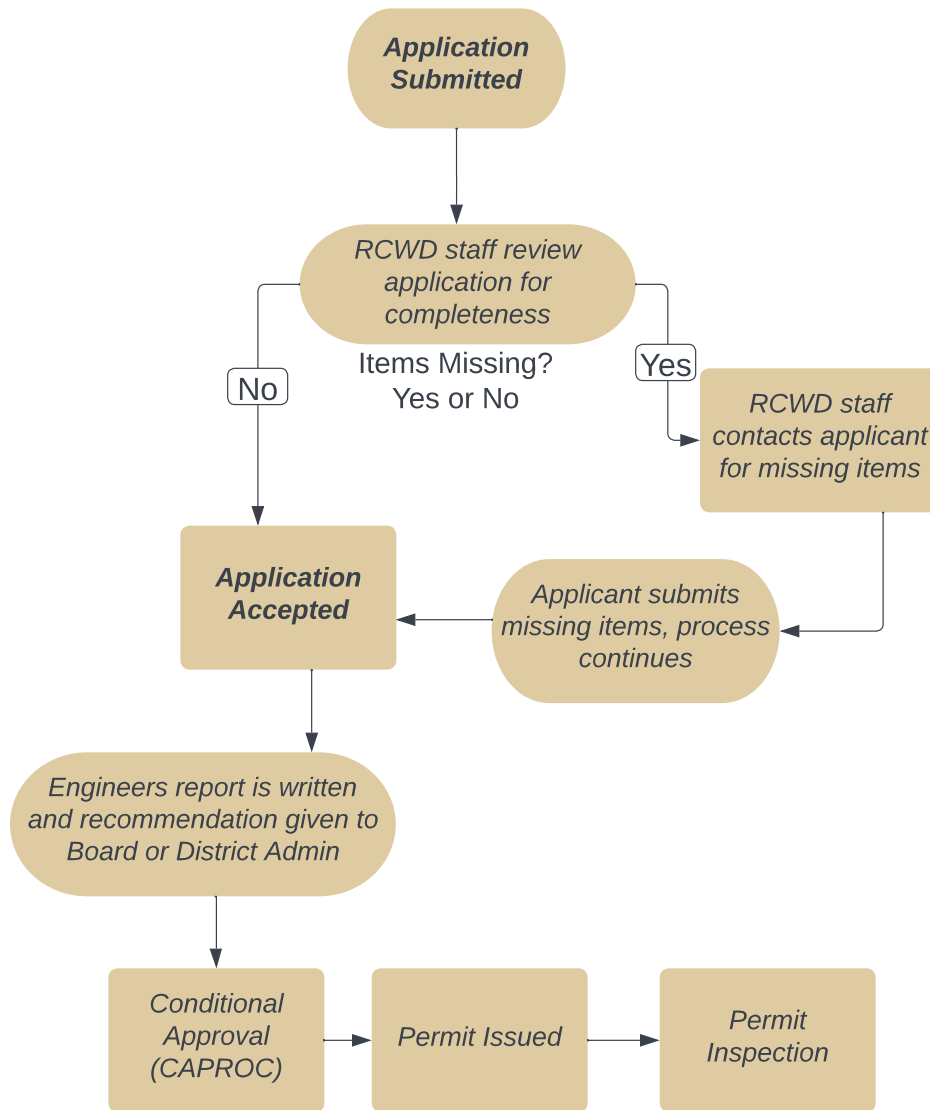 Application
Submitted
RCWD staff review
application for
completeness
Items Missing?
Yes or No
No
Yes
RCWD staff
contacts applicant
for missing items
Application
Accepted
Applicant submits
missing items, process
continues
Engineers report is written
and recommendation given to
Board or District Admin
Conditional
Approval
(CAPROC)
Permit Issued
Permit
Inspection